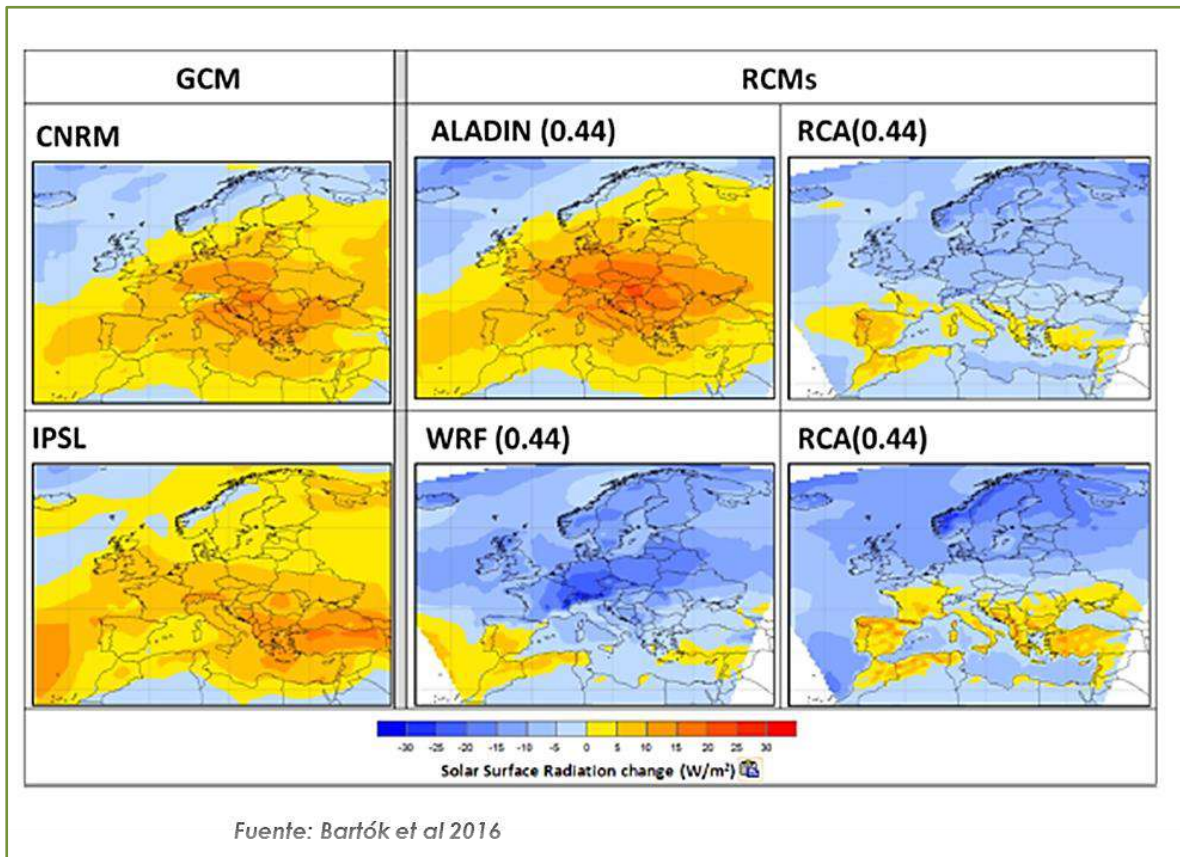 GCM
RCMs
CNRM
ALADIN (0.44)
RCA(0.44)
IPSL
WRF (0.44)
RCA(0.44)
-30 -25 -20 -15 -10 -5 0 5 10 15 20 25 30
Solar Surface Radiation change (W/m²)
Fuente: Bartók et al 2016